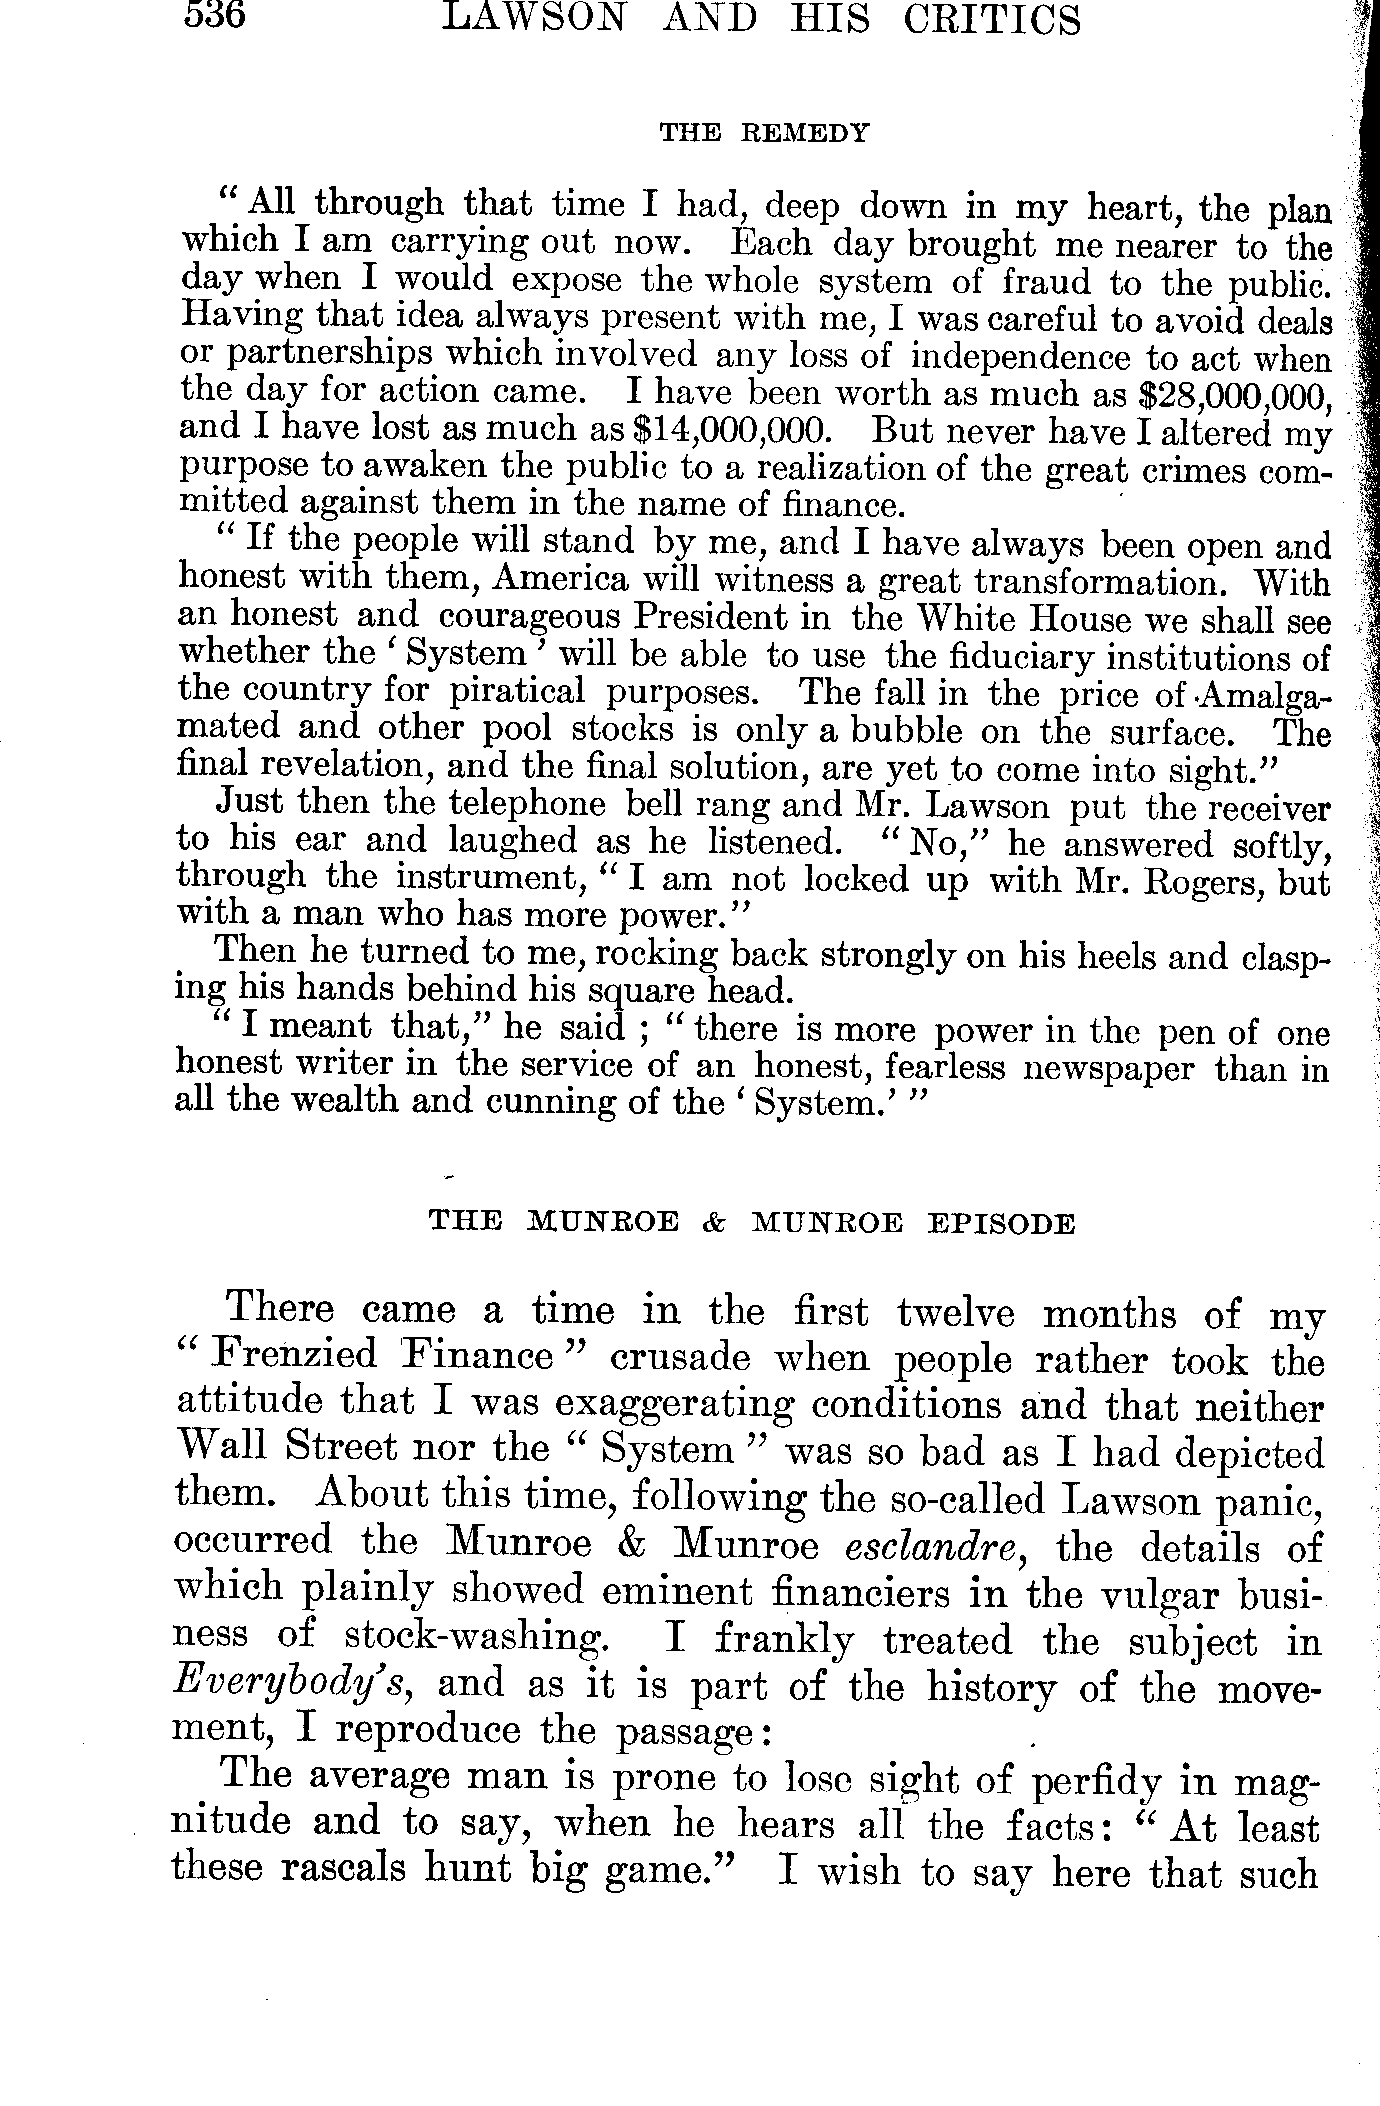 536 LAWSON AND HIS CRITICS
THE REMEDY
“ All through that time I had, deep down in my heart, the plan
which I am carrying out now. Each day brought me nearer to the
day when I would expose the whole system of fraud to the public.
Having that idea always present with me, I was careful to avoid deals
or partnerships which involved any loss of independence to act when
the day for action came. I have been worth as much as $28,000,000,
and I have lost as much as $14,000,000. But never have I altered my
purpose to awaken the public to a realization of the great crimes com-
mitted against them in the name of finance.
“ If the people will stand by me, and I have always been open and
honest with them, America will witness a great transformation. With
an honest and courageous President in the White House we shall see
whether the ‘ System ’ will be able to use the fiduciary institutions of
the country for piratical purposes. The fall in the price of Amalga-
mated and other pool stocks is only a bubble on the surface. The
final revelation, and the final solution, are yet to come into sight.”
Just then the telephone bell rang and Mr. Lawson put the receiver
to his ear and laughed as he listened. “ No,” he answered softly,
through the instrument, “ I am not locked up with Mr. Rogers, but
with a man who has more power.”
Then he turned to me, rocking back strongly on his heels and clasp-
ing his hands behind his square head.
“ I meant that,” he said ; “ there is more power in the pen of one
honest writer in the service of an honest, fearless newspaper than in
all the wealth and cunning of the ‘ System.’ ”
THE MUNROE & MUNROE EPISODE
There came a time in the first twelve months of my
“ Frenzied Finance ” crusade when people rather took the
attitude that I was exaggerating conditions and that neither
Wall Street nor the “ System ” was so bad as I had depicted
them. About this time, following the so-called Lawson panic,
occurred the Munroe & Munroe esclandre, the details of
which plainly showed eminent financiers in the vulgar busi-
ness of stock-washing. I frankly treated the subject in
Everybody’s, and as it is part of the history of the move-
ment, I reproduce the passage:
The average man is prone to lose sight of perfidy in mag-
nitude and to say, when he hears all the facts: “ At least
these rascals hunt big game.” I wish to say here that such